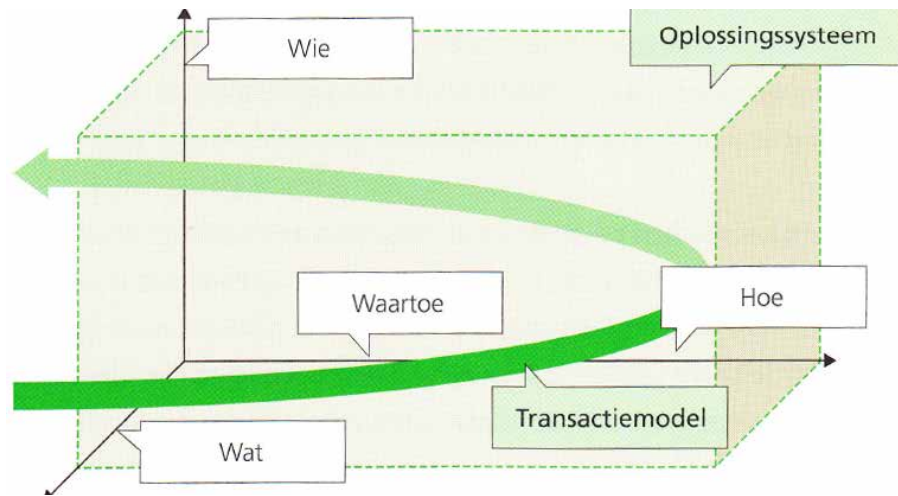 Wie
Oplossingssysteem
Waartoe
Hoe
Transactiemodel
Wat